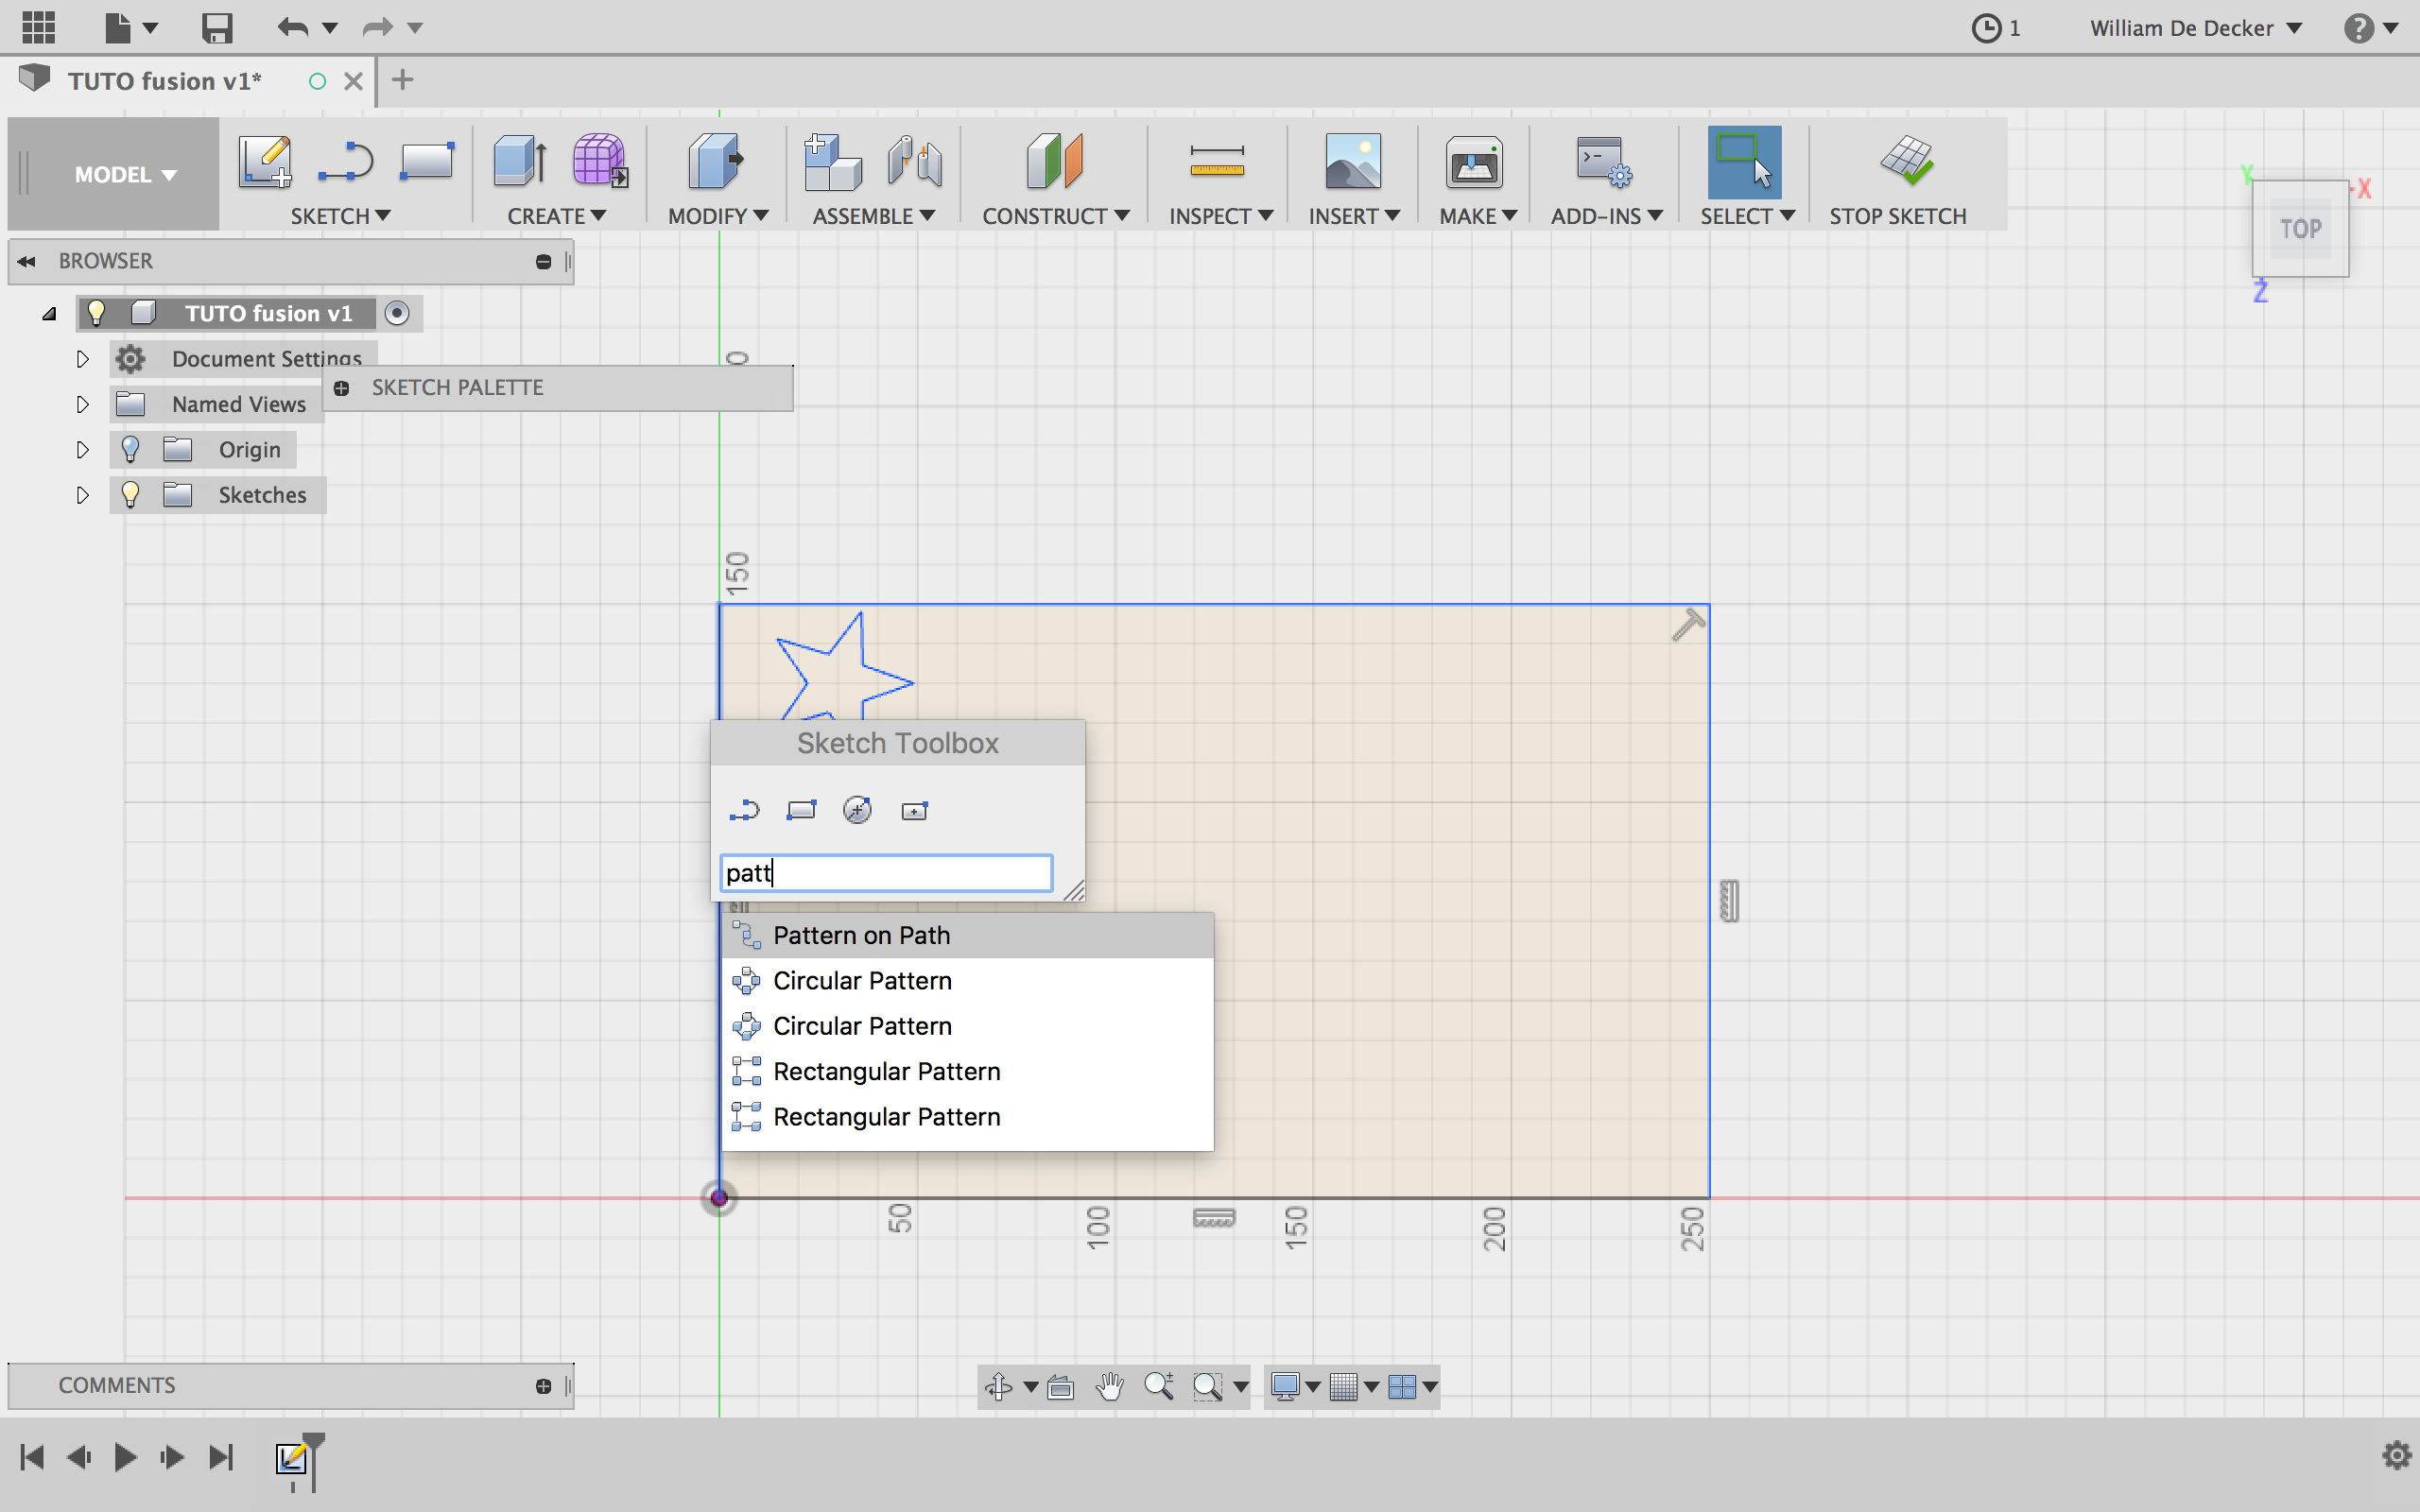 1
William De Decker
?
TUTO fusion v1*
MODEL
SKETCH
CREATE
MODIFY
ASSEMBLE
CONSTRUCT
INSPECT
INSERT
MAKE
ADD-INS
SELECT
STOP SKETCH
Y
X
TOP
Z
BROWSER
TUTO fusion v1
Document Settings
SKETCH PALETTE
Named Views
Origin
Sketches
150
Sketch Toolbox
patt
Pattern on Path
Circular Pattern
Circular Pattern
Rectangular Pattern
Rectangular Pattern
50
100
150
200
250
COMMENTS